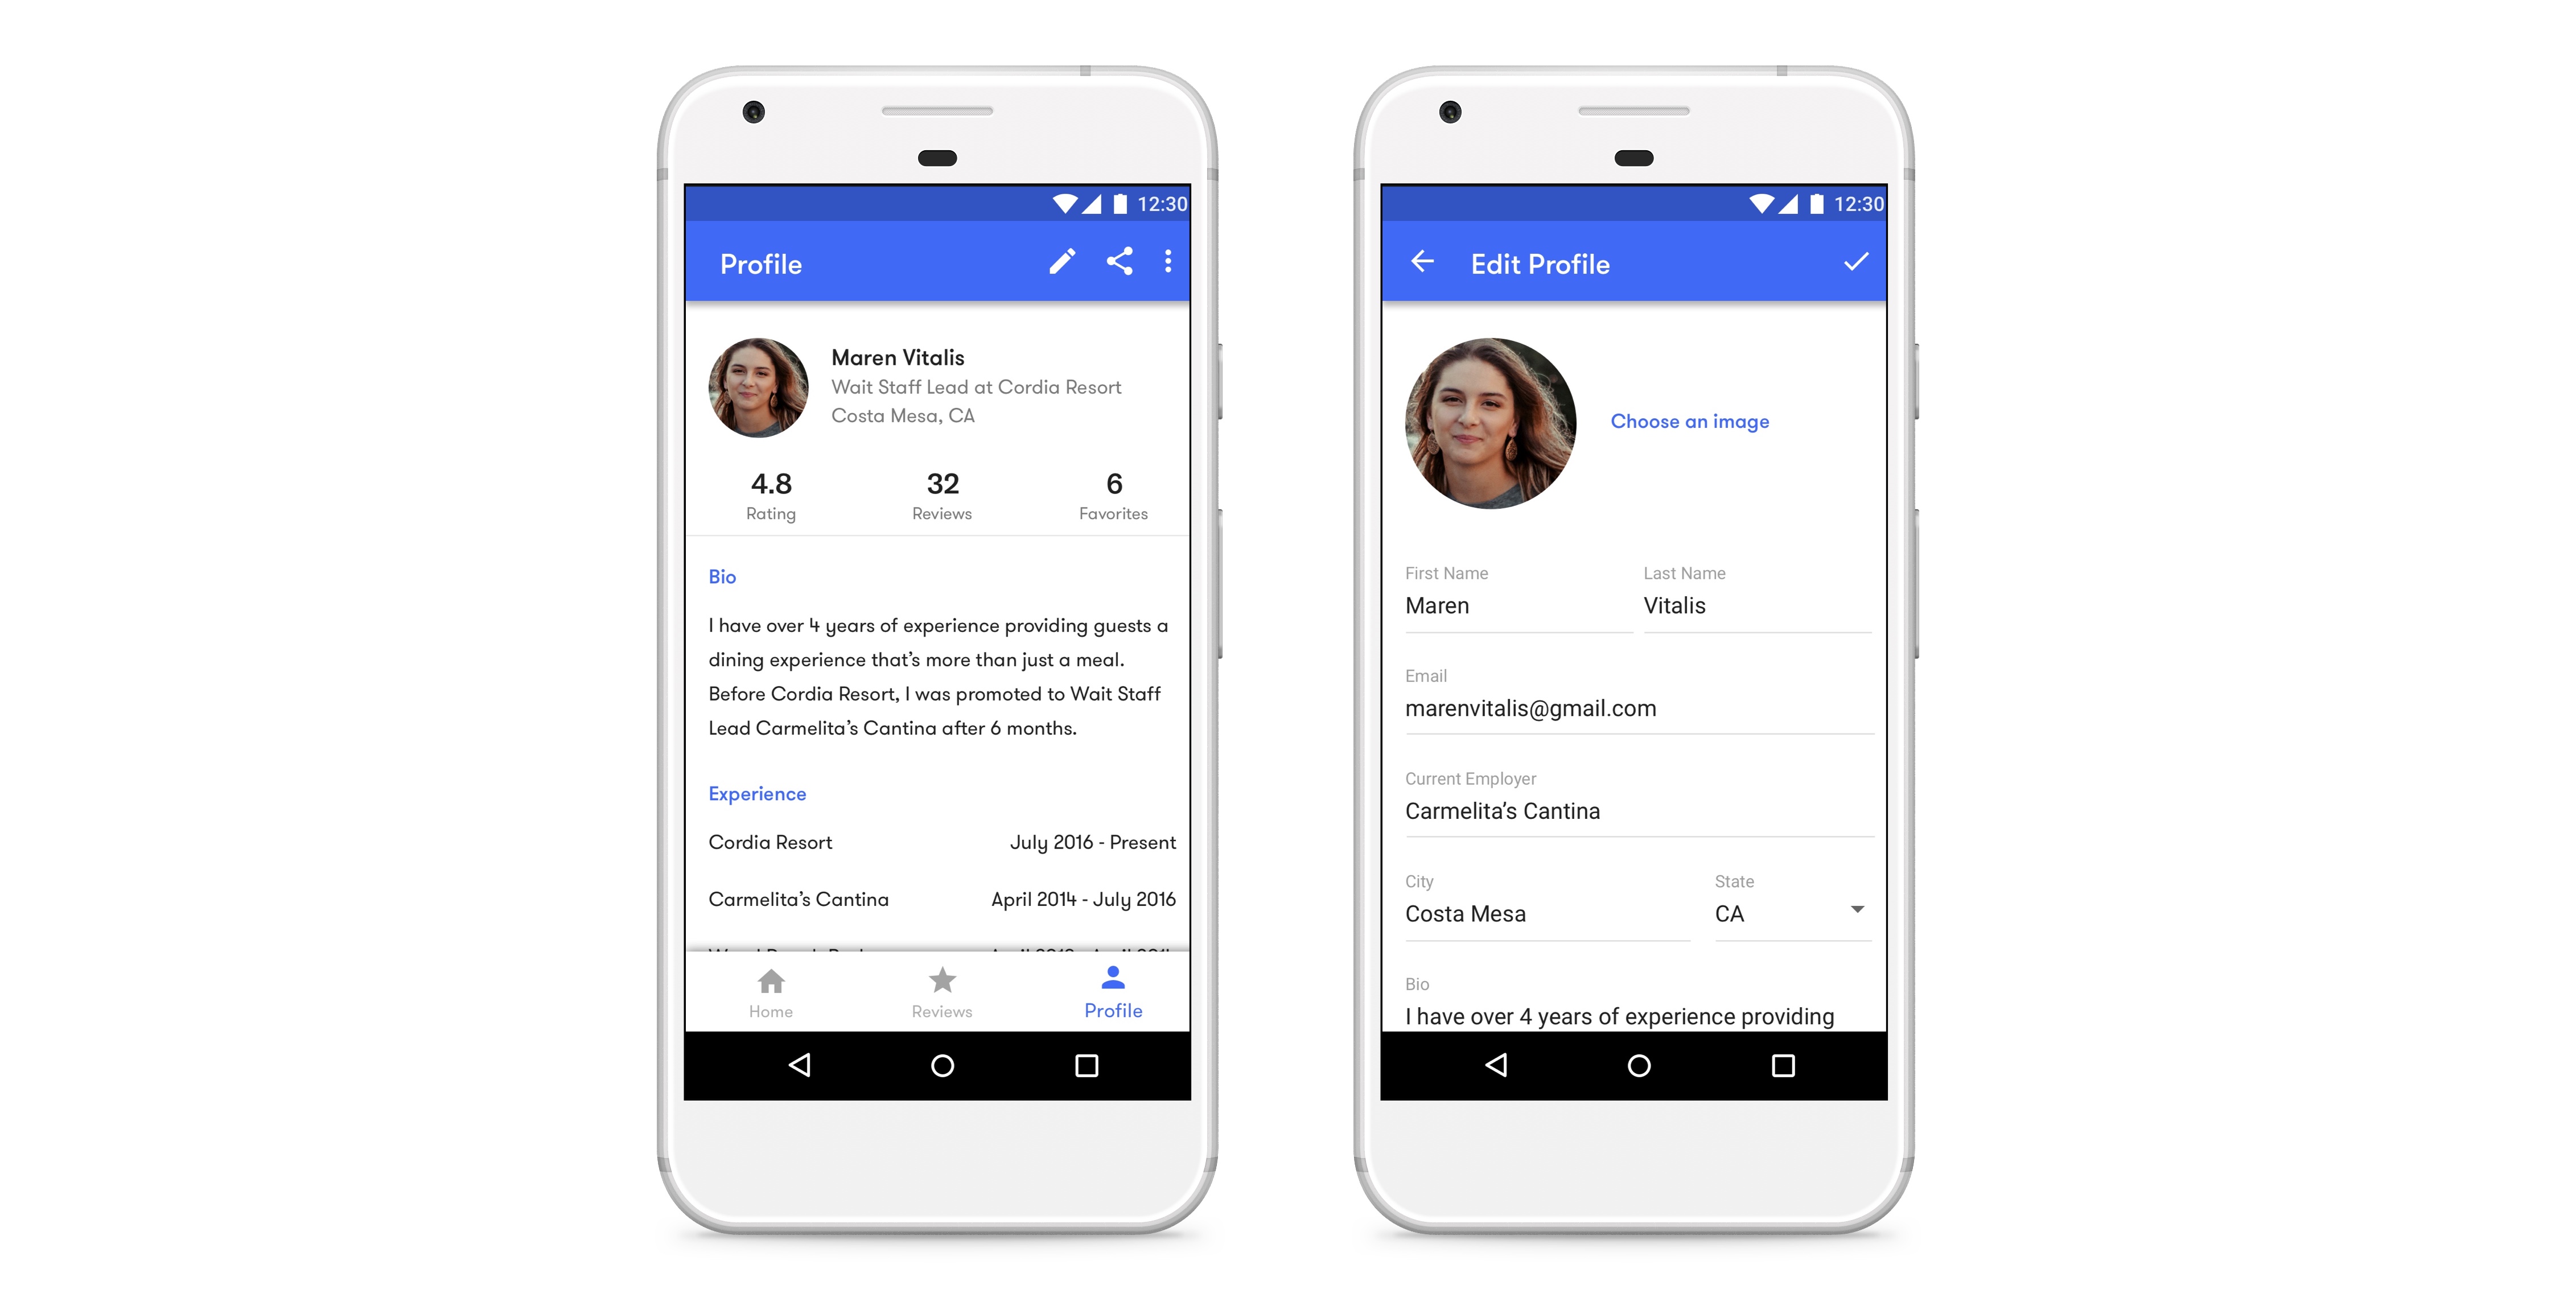 12:30
Profile
Maren Vitalis
Wait Staff Lead at Cordia Resort
Costa Mesa, CA
4.8 32 6
Rating Reviews Favorites
Bio
I have over 4 years of experience providing guests a
dining experience that’s more than just a meal.
Before Cordia Resort, I was promoted to Wait Staff
Lead Carmelita’s Cantina after 6 months.
Experience
Cordia Resort July 2016 - Present
Carmelita’s Cantina April 2014 - July 2016
Home Reviews Profile
12:30
Edit Profile
Choose an image
First Name Last Name
Maren Vitalis
Email
marenvitalis@gmail.com
Current Employer
Carmelita’s Cantina
City State
Costa Mesa CA
Bio
I have over 4 years of experience providing